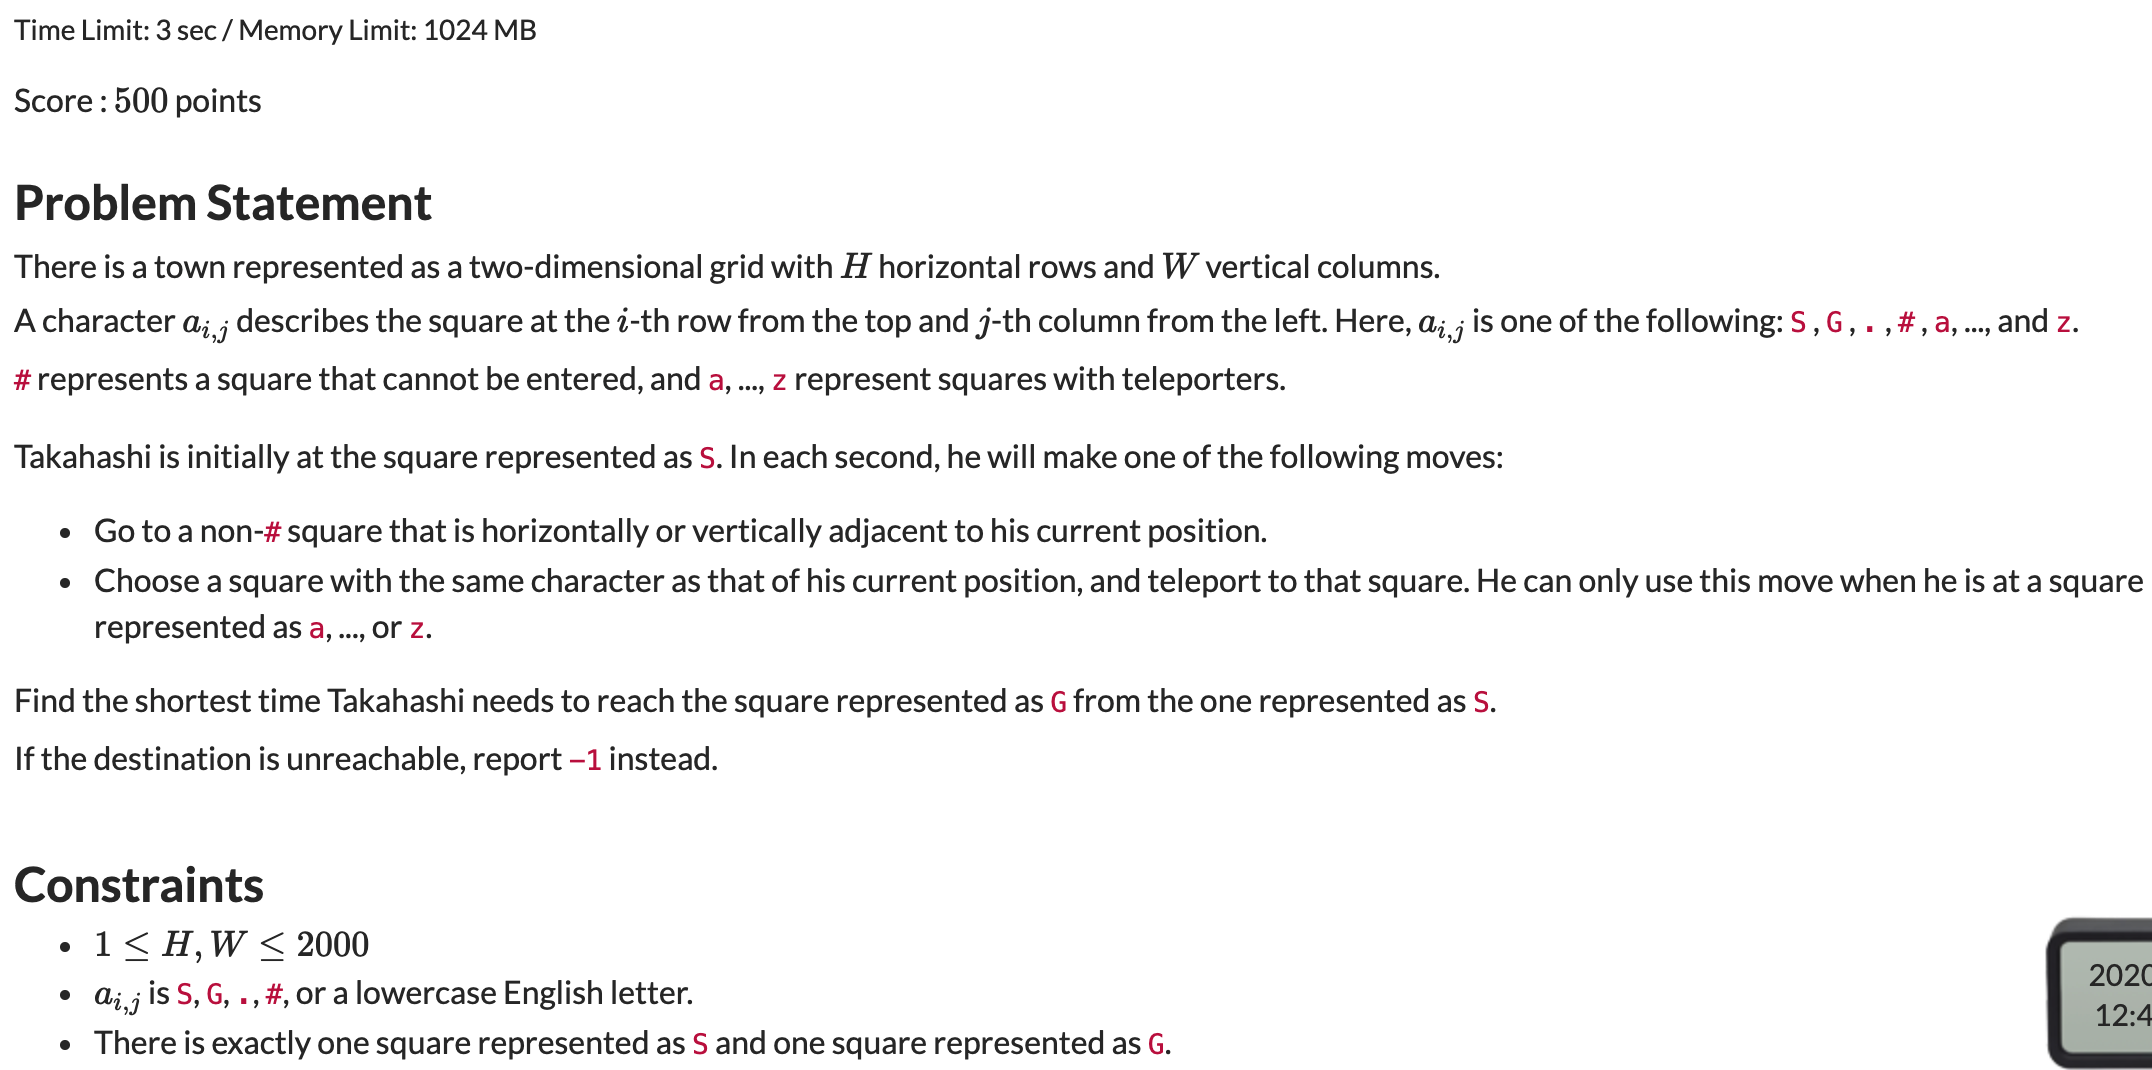 Time Limit: 3 sec / Memory Limit: 1024 MB
Score : 500 points
Problem Statement
There is a town represented as a two-dimensional grid with H horizontal rows and W vertical columns.
A character a_{i,j} describes the square at the i-th row from the top and j-th column from the left. Here, a_{i,j} is one of the following: S , G , . , # , a, ..., and z.
# represents a square that cannot be entered, and a, ..., z represent squares with teleporters.
Takahashi is initially at the square represented as S. In each second, he will make one of the following moves:
• Go to a non-# square that is horizontally or vertically adjacent to his current position.
• Choose a square with the same character as that of his current position, and teleport to that square. He can only use this move when he is at a square
represented as a, ..., or z.
Find the shortest time Takahashi needs to reach the square represented as G from the one represented as S.
If the destination is unreachable, report −1 instead.
Constraints
• 1 ≤ H, W ≤ 2000
• a_{i,j} is S, G, ., #, or a lowercase English letter.
• There is exactly one square represented as S and one square represented as G.
2020
12:4